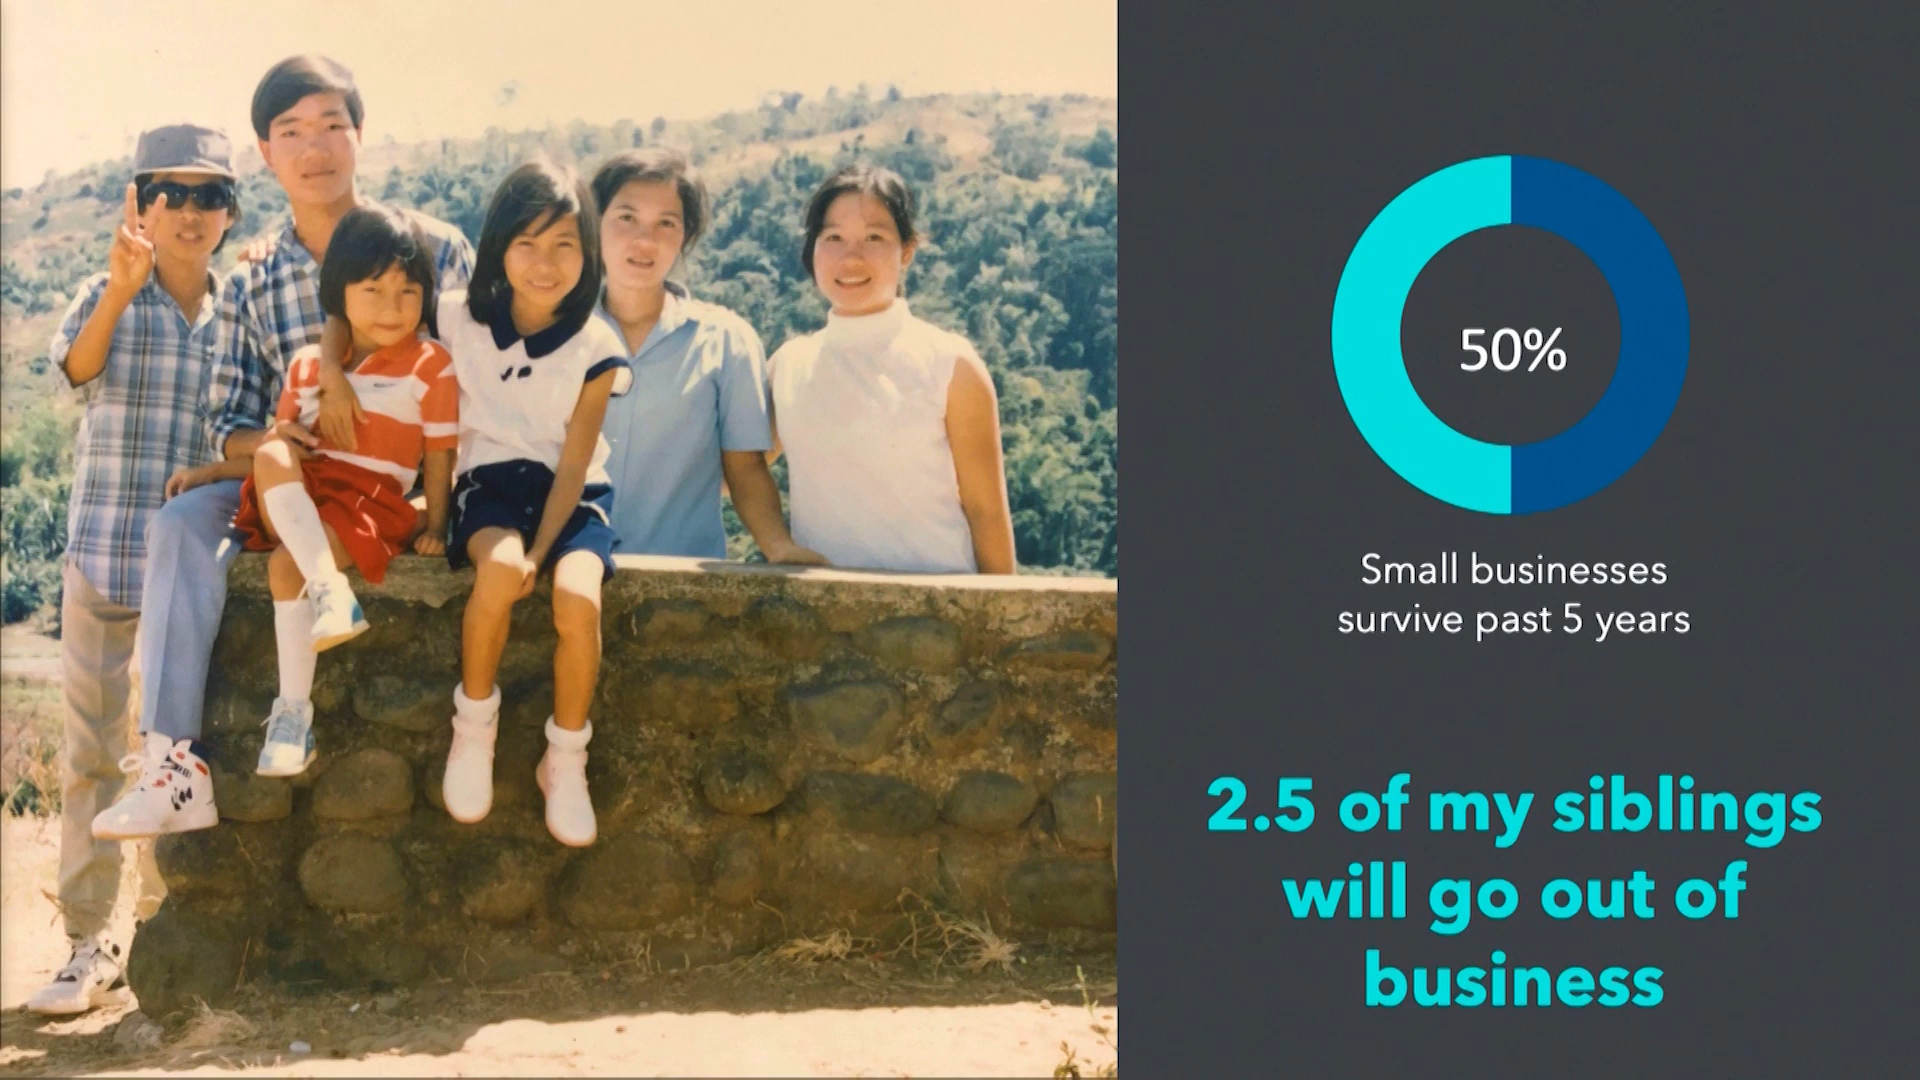 50%
Small businesses
survive past 5 years
2.5 of my siblings
will go out of
business